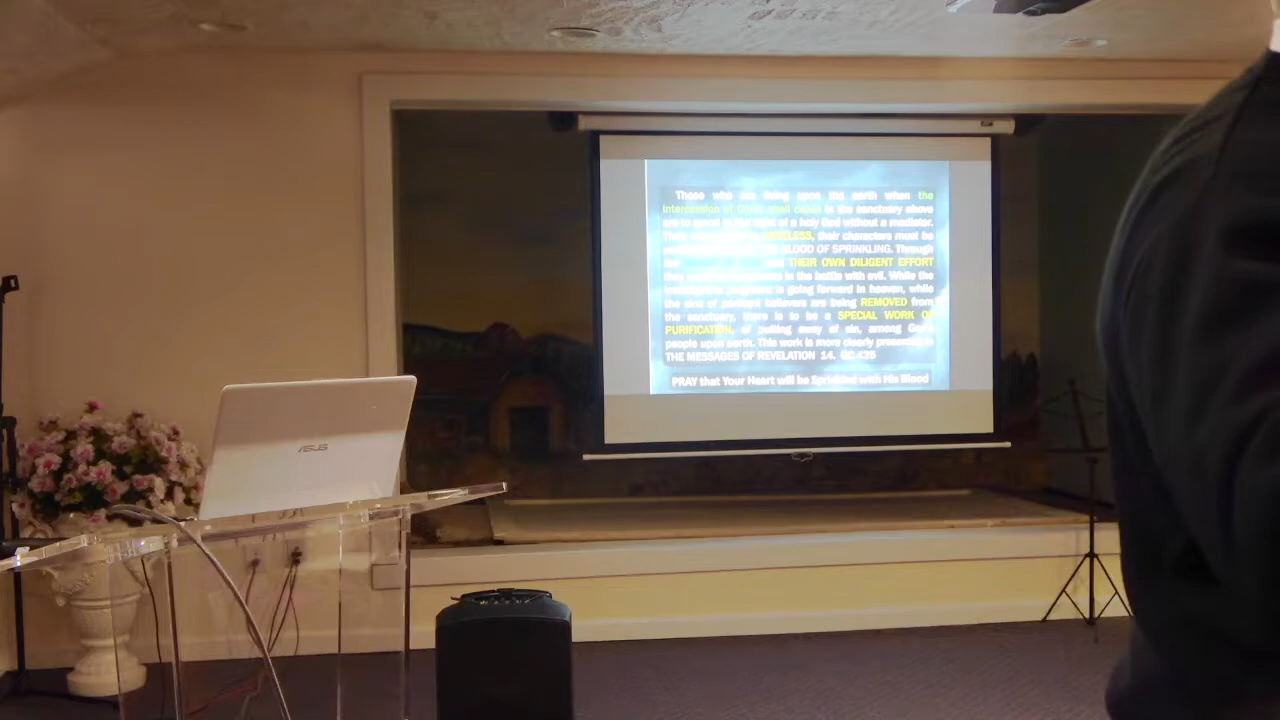 Those who are living upon the earth when the
intercession of Christ shall cease in the sanctuary above
are to stand in the sight of a holy God without a mediator.
their characters must be
BLOOD OF SPRINKLING. Through
THEIR OWN DILIGENT EFFORT
in the battle with evil. While the
is going forward in heaven, while
the sins of penitent believers are being REMOVED from
the sanctuary, there is to be a SPECIAL WORK OF
PURIFICATION, of putting away of sin, among God's
people upon earth. This work is more clearly presented in
THE MESSAGES OF REVELATION 14. GC 425
PRAY that Your Heart will be Sprinkled with His Blood
ASUS